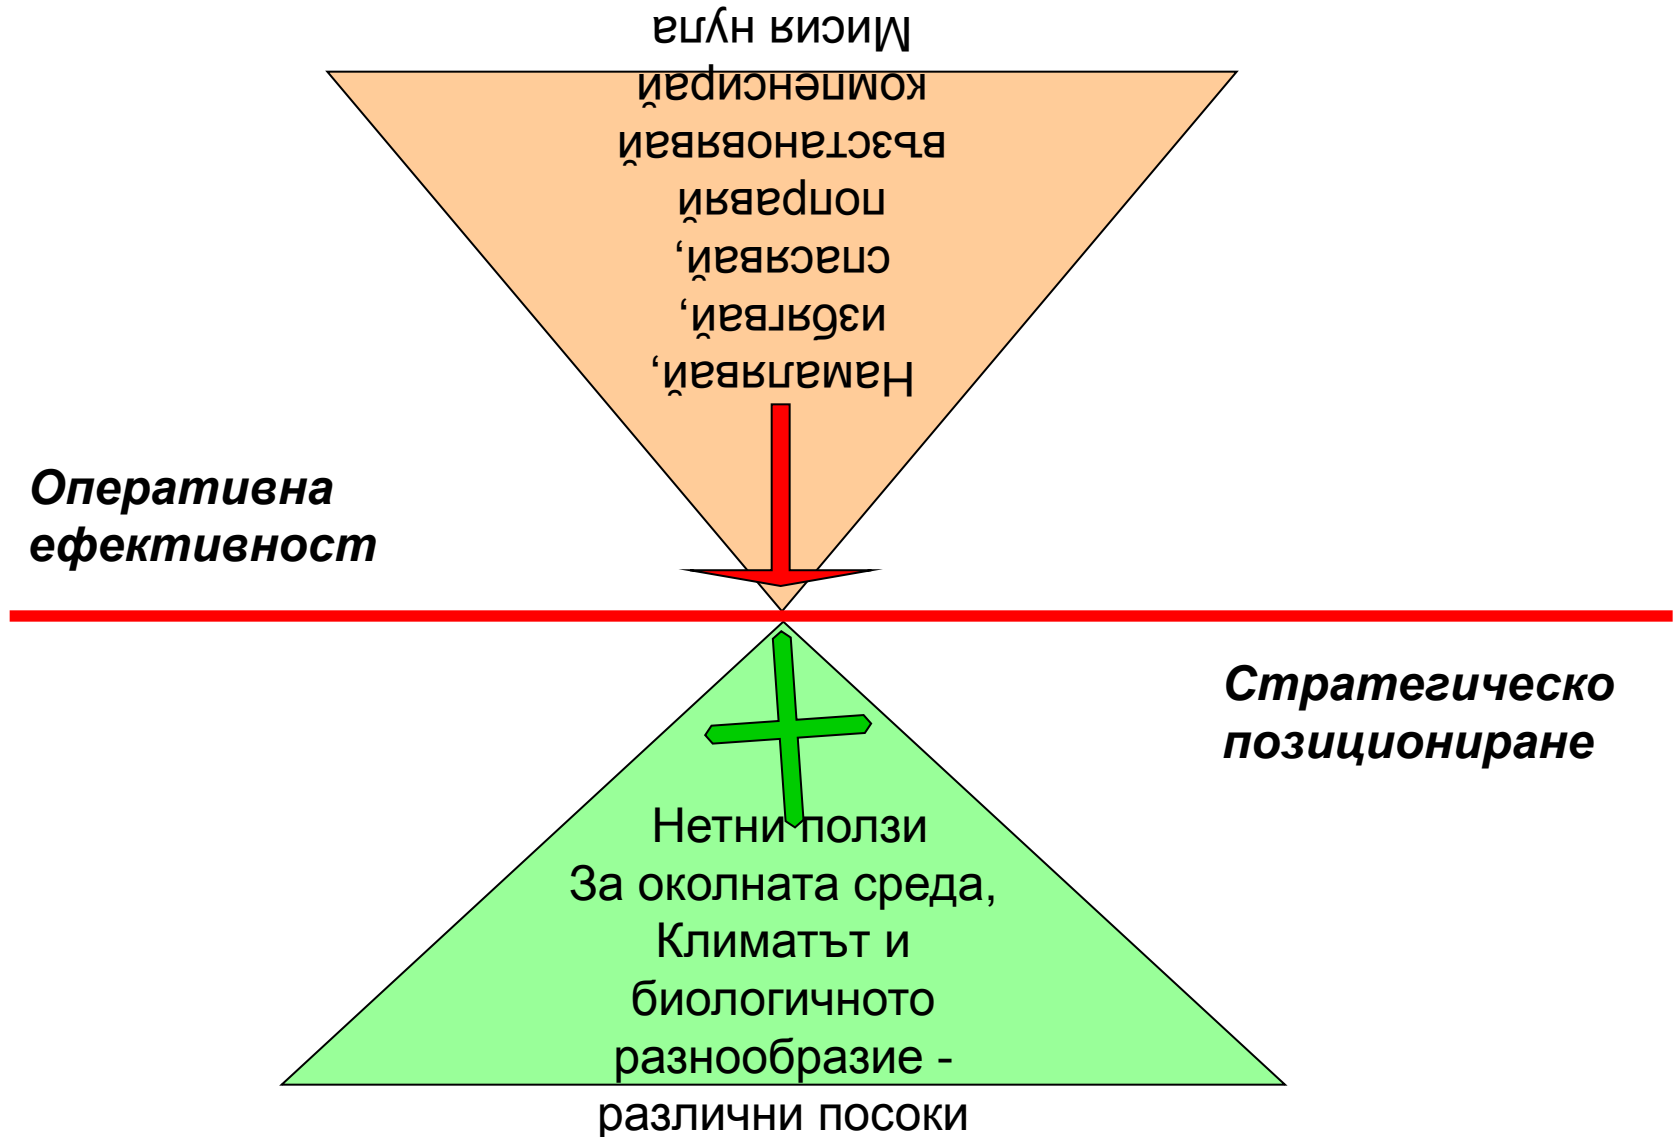 Намалявай,
избягвай,
спасявай,
поправяй
възстановявай
компенсирай
Мисия нула
Оперативна
ефективност
Стратегическо
позициониране
Нетни ползи
За околната среда,
Климатът и
биологичното
разнообразие -
различни посоки